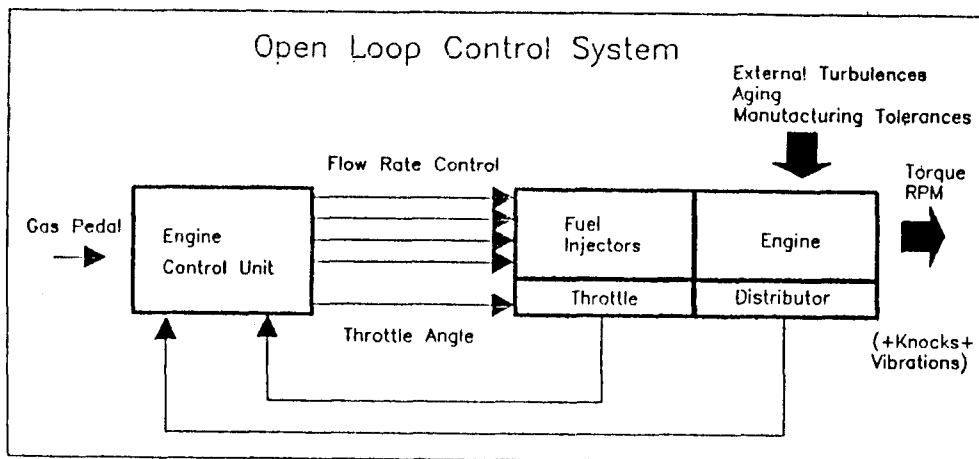 Open Loop Control System
External Turbulences
Aging
Manutacturing Tolerances
Flow Rate Control
Torque
RPM
Gas Pedal
Engine
Control Unit
Fuel
Injectors
Engine
Throttle
Distributor
Throttle Angle
(+Knocks+
Vibrations)